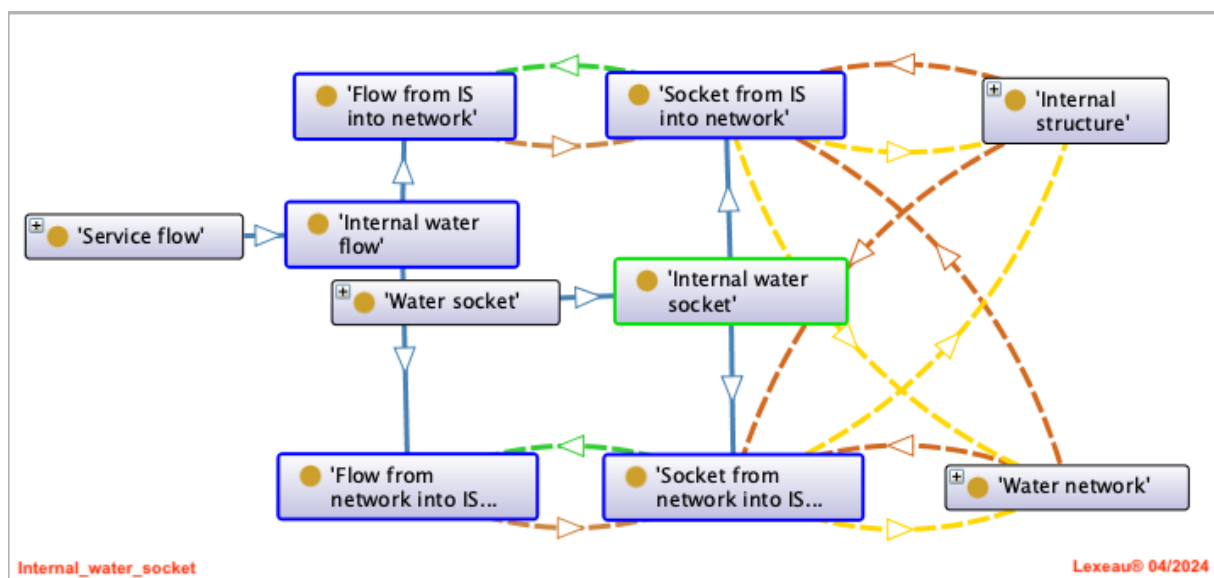 'Flow from IS
into network'
'Socket from IS
into network'
'Internal
structure'
'Service flow'
'Internal water
flow'
'Water socket'
'Internal water
socket'
'Flow from
network into IS...
'Socket from
network into IS...
'Water network'
Internal_water_socket
Lexeau® 04/2024